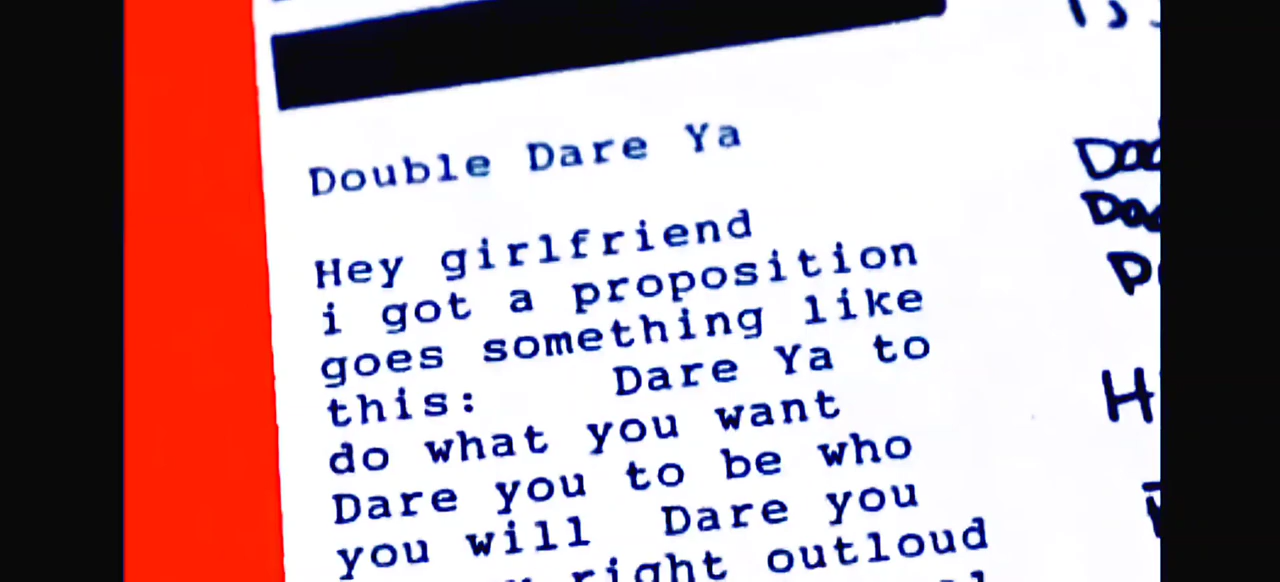 Double Dare Ya
Hey girlfriend
i got a proposition
goes something like
this:    Dare Ya to
do what you want
Dare you to be who
you will  Dare you
right outloud